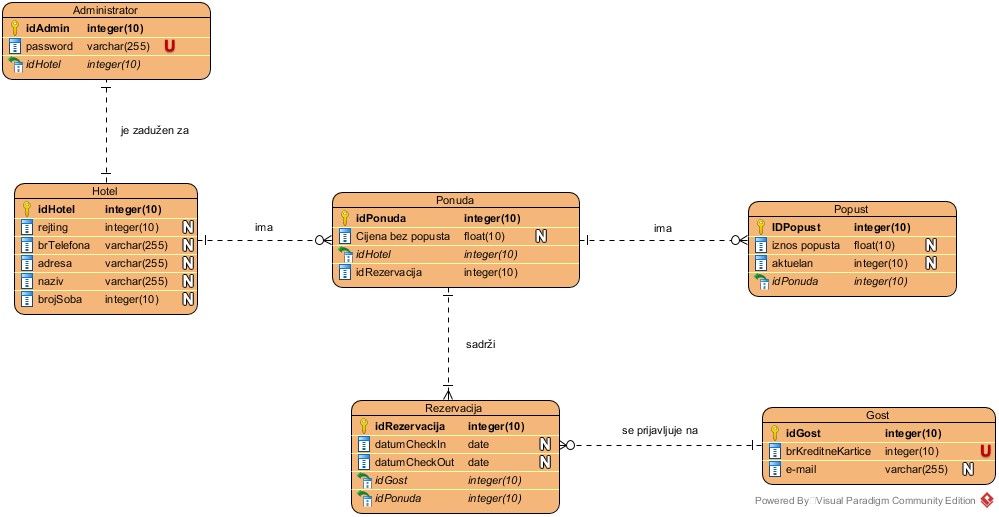 Administrator
idAdmin integer(10)
password varchar(255) U
idHotel integer(10)
je zadužen za
Hotel
idHotel integer(10)
rejting integer(10) N
brTelefona varchar(255) N
adresa varchar(255) N
naziv varchar(255) N
brojSoba integer(10) N
ima
Ponuda
idPonuda integer(10)
Cijena bez popusta float(10) N
idHotel integer(10)
idRezervacija integer(10)
ima
Popust
IDPopust integer(10)
iznos popusta float(10) N
aktuelan integer(10) N
idPonuda integer(10)
sadrži
Rezervacija
idRezervacija integer(10)
datumCheckIn date N
datumCheckOut date N
idGost integer(10)
idPonuda integer(10)
se prijavljuje na
Gost
idGost integer(10)
brKreditneKartice integer(10) U
e-mail varchar(255) N
Powered By Visual Paradigm Community Edition